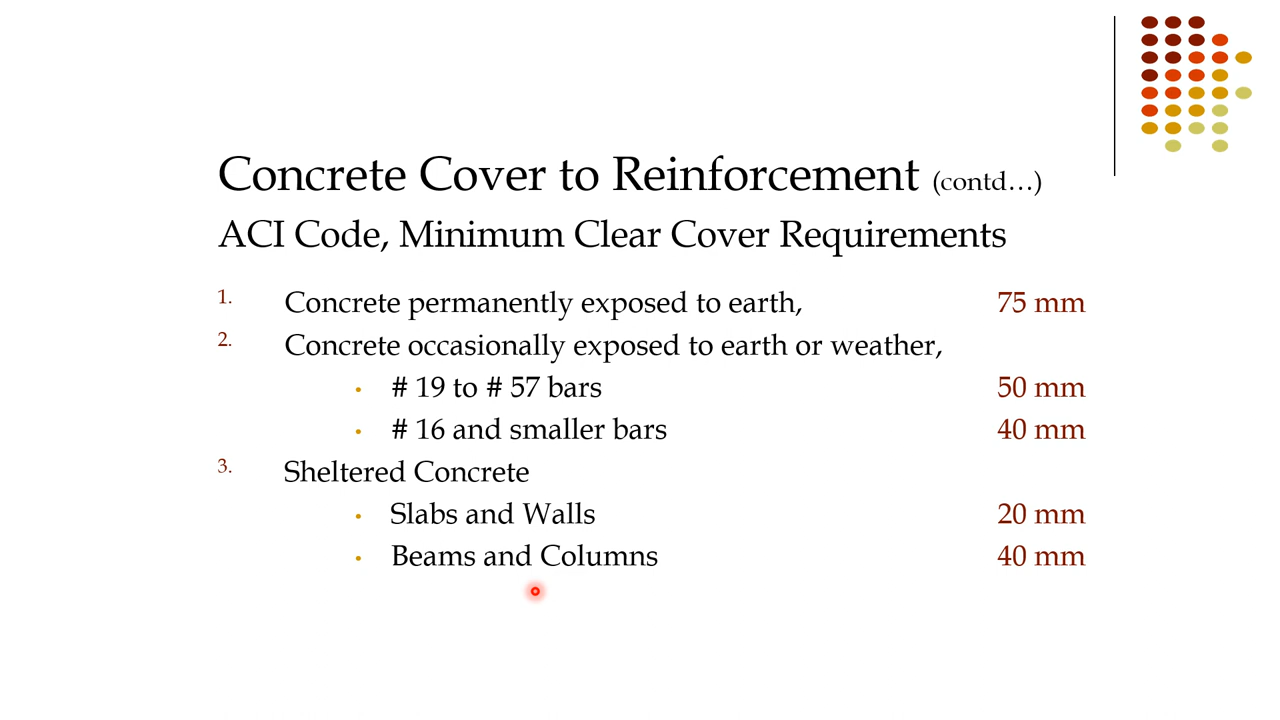 Concrete Cover to Reinforcement (contd…)
ACI Code, Minimum Clear Cover Requirements
1. Concrete permanently exposed to earth, 75 mm
2. Concrete occasionally exposed to earth or weather,
• # 19 to # 57 bars 50 mm
• # 16 and smaller bars 40 mm
3. Sheltered Concrete
• Slabs and Walls 20 mm
• Beams and Columns 40 mm